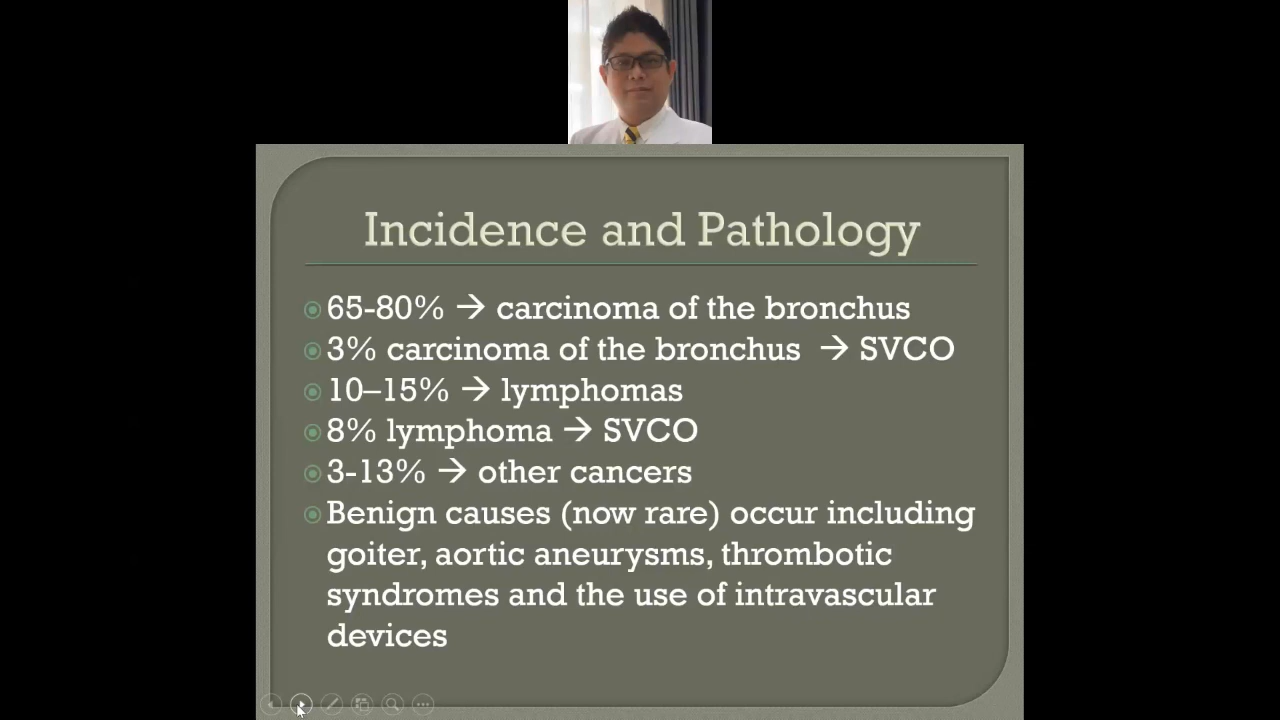 Incidence and Pathology
65-80% → carcinoma of the bronchus
3% carcinoma of the bronchus → SVCO
10–15% → lymphomas
8% lymphoma → SVCO
3-13% → other cancers
Benign causes (now rare) occur including
goiter, aortic aneurysms, thrombotic
syndromes and the use of intravascular
devices